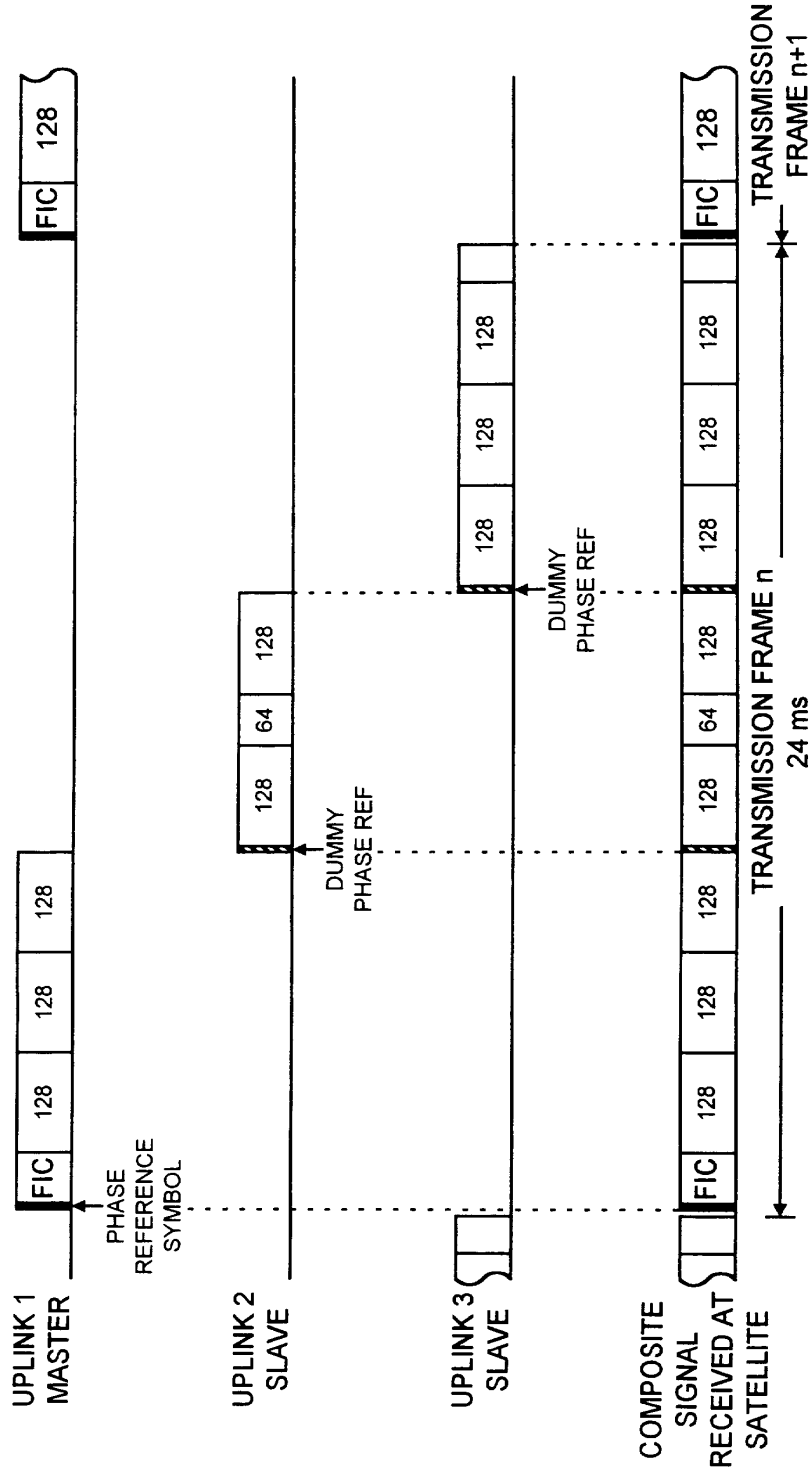 UPLINK 1
MASTER
FIC
128
128
128
FIC
128
PHASE
REFERENCE
SYMBOL
UPLINK 2
SLAVE
128
64
128
DUMMY
PHASE REF
UPLINK 3
SLAVE
128
128
128
DUMMY
PHASE REF
COMPOSITE
SIGNAL
RECEIVED AT
SATELLITE
FIC
128
128
128
128
64
128
128
128
128
FIC
128
TRANSMISSION FRAME n
24 ms
TRANSMISSION
FRAME n+1